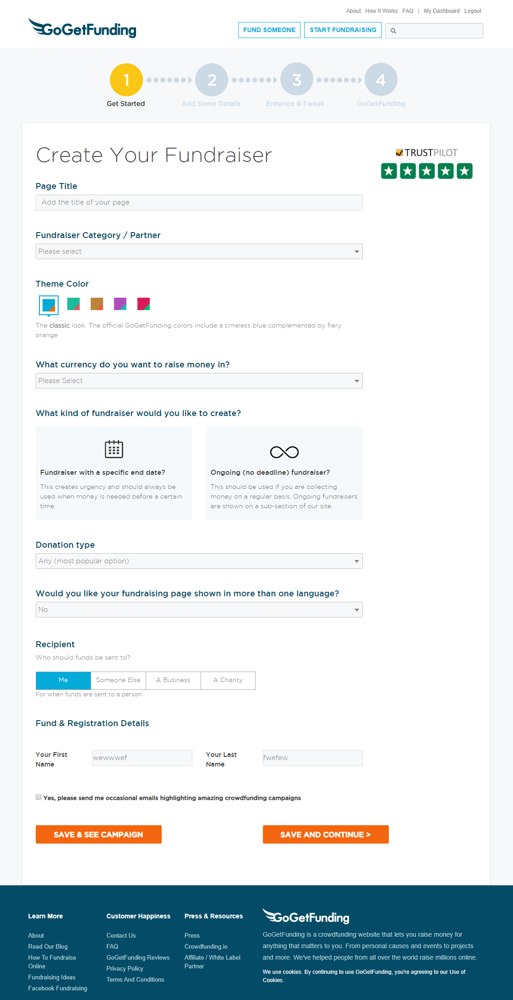 About How It Works FAQ | My Dashboard Logout
GoGetFunding
FUND SOMEONE START FUNDRAISING
1 2 3 4
Get Started Add Some Details Enhance & Tweak GoGetFunding
Create Your Fundraiser
TRUSTPILOT
Page Title
Add the title of your page
Fundraiser Category / Partner
Please select
Theme Color
The classic look. The official GoGetFunding colors include a timeless blue complemented by fiery
orange
What currency do you want to raise money in?
Please Select
What kind of fundraiser would you like to create?
Fundraiser with a specific end date?
This creates urgency and should always be
used when money is needed before a certain
time.
Ongoing (no deadline) fundraiser?
This should be used if you are collecting
money on a regular basis. Ongoing fundraisers
are shown on a sub-section of our site.
Donation type
Any (most popular option)
Would you like your fundraising page shown in more than one language?
No
Recipient
Who should funds be sent to?
Me Someone Else A Business A Charity
For when funds are sent to a person
Fund & Registration Details
Your First
Name
wewwwef
Your Last
Name
fwefew
Yes, please send me occasional emails highlighting amazing crowdfunding campaigns
SAVE & SEE CAMPAIGN SAVE AND CONTINUE >
Learn More
About
Read Our Blog
How To Fundraise
Online
Fundraising Ideas
Facebook Fundraising
Customer Happiness
Contact Us
FAQ
GoGetFunding Reviews
Privacy Policy
Terms And Conditions
Press & Resources
Press
Crowdfunding.io
Affiliate / White Label
Partner
GoGetFunding
GoGetFunding is a crowdfunding website that lets you raise money for
anything that matters to you. From personal causes and events to projects
and more. We've helped people from all over the world raise millions online.
We use cookies. By continuing to use GoGetFunding, you're agreeing to our Use of
Cookies.